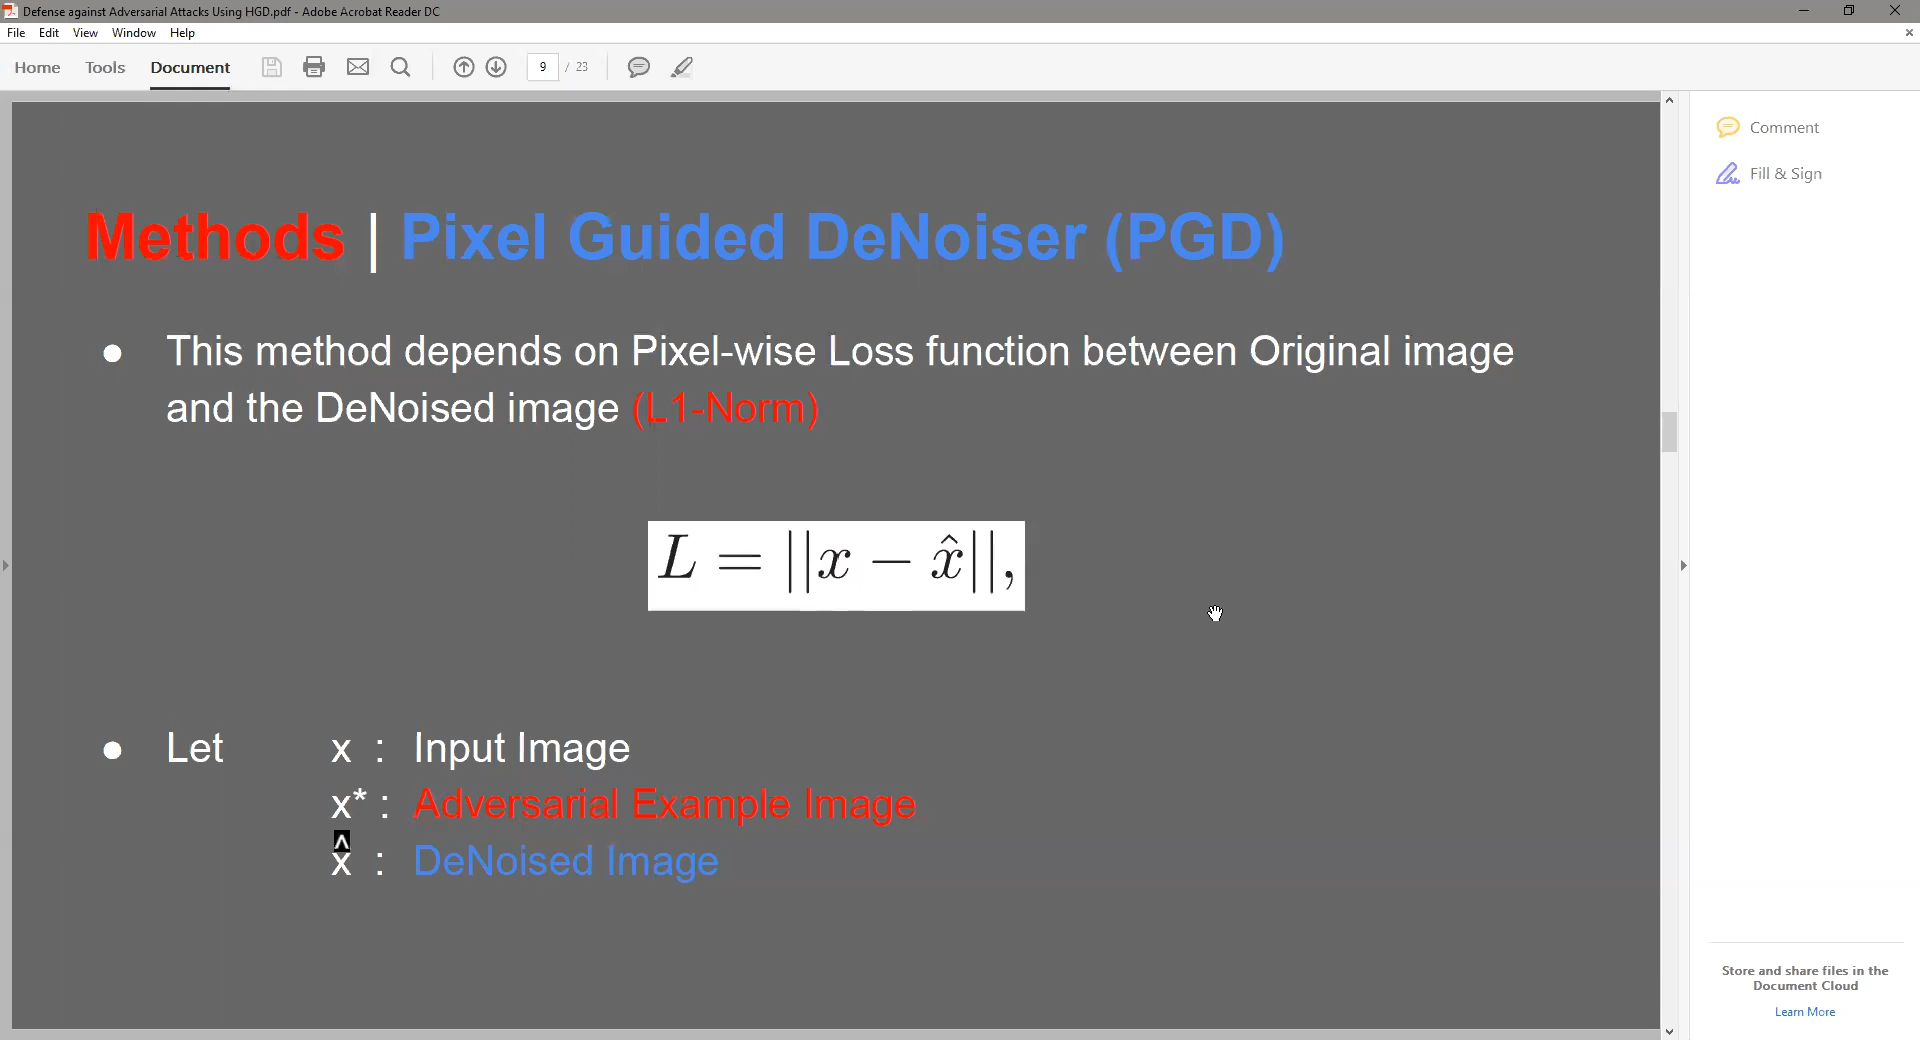 Defense against Adversarial Attacks Using HGD.pdf - Adobe Acrobat Reader DC
File Edit View Window Help
Home Tools Document 9 / 23
Comment
Fill & Sign
Methods | Pixel Guided DeNoiser (PGD)
● This method depends on Pixel-wise Loss function between Original image
and the DeNoised image (L1-Norm)
L = ||x − x̂||,
● Let x : Input Image
x* : Adversarial Example Image
x̂ : DeNoised Image
Store and share files in the
Document Cloud
Learn More